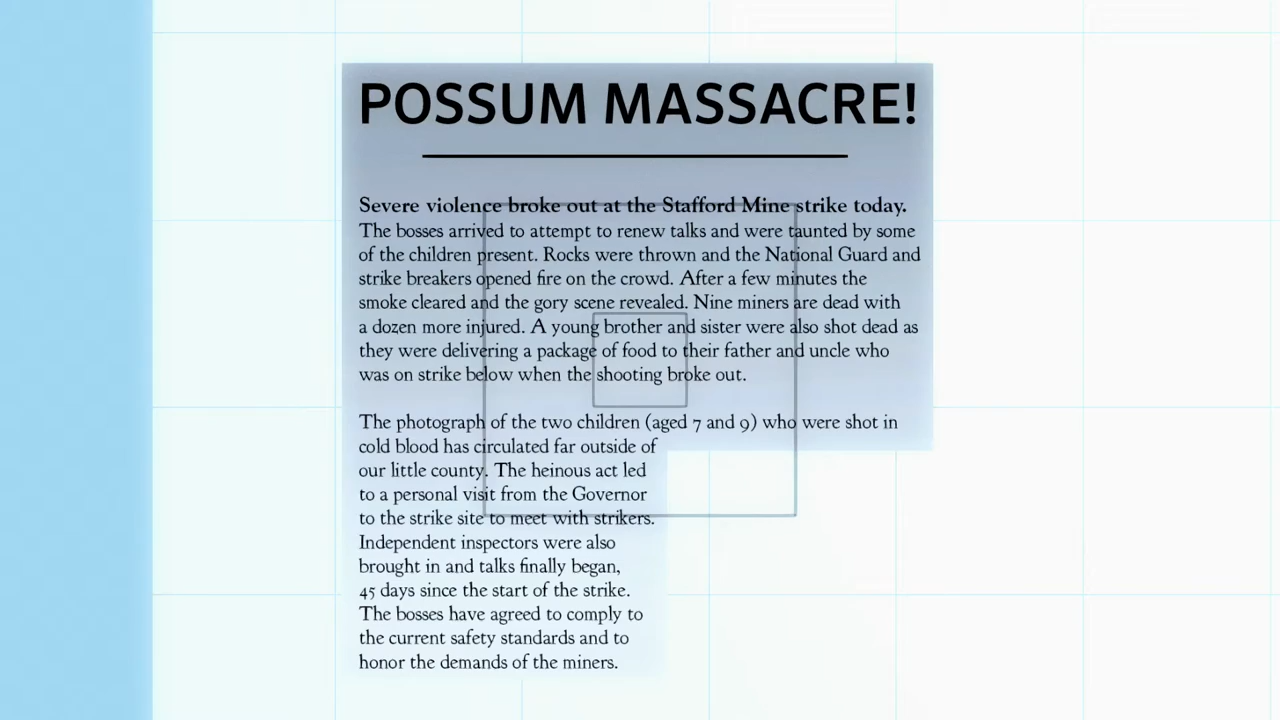 POSSUM MASSACRE!
Severe violence broke out at the Stafford Mine strike today.
The bosses arrived to attempt to renew talks and were taunted by some
of the children present. Rocks were thrown and the National Guard and
strike breakers opened fire on the crowd. After a few minutes the
smoke cleared and the gory scene revealed. Nine miners are dead with
a dozen more injured. A young brother and sister were also shot dead as
they were delivering a package of food to their father and uncle who
was on strike below when the shooting broke out.
The photograph of the two children (aged 7 and 9) who were shot in
cold blood has circulated far outside of
our little county. The heinous act led
to a personal visit from the Governor
to the strike site to meet with strikers.
Independent inspectors were also
brought in and talks finally began,
45 days since the start of the strike.
The bosses have agreed to comply to
the current safety standards and to
honor the demands of the miners.